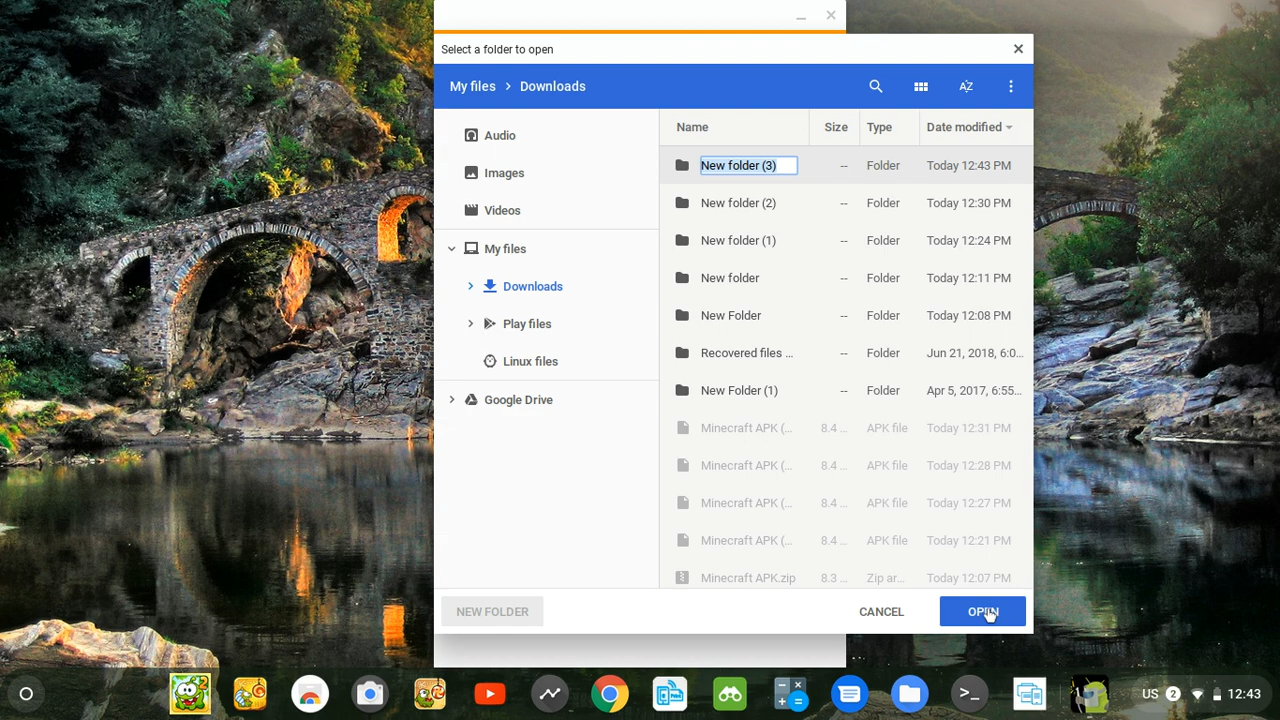 Select a folder to open
My files > Downloads
AZ
Audio
Images
Videos
My files
Downloads
Play files
Linux files
Google Drive
Name Size Type Date modified
New folder (3) -- Folder Today 12:43 PM
New folder (2) -- Folder Today 12:30 PM
New folder (1) -- Folder Today 12:24 PM
New folder -- Folder Today 12:11 PM
New Folder -- Folder Today 12:08 PM
Recovered files ... -- Folder Jun 21, 2018, 6:0...
New Folder (1) -- Folder Apr 5, 2017, 6:55...
Minecraft APK (... 8.4 ... APK file Today 12:31 PM
Minecraft APK (... 8.4 ... APK file Today 12:28 PM
Minecraft APK (... 8.4 ... APK file Today 12:27 PM
Minecraft APK (... 8.4 ... APK file Today 12:21 PM
Minecraft APK.zip 8.3 ... Zip ar... Today 12:07 PM
NEW FOLDER CANCEL OPEN
US 2 12:43